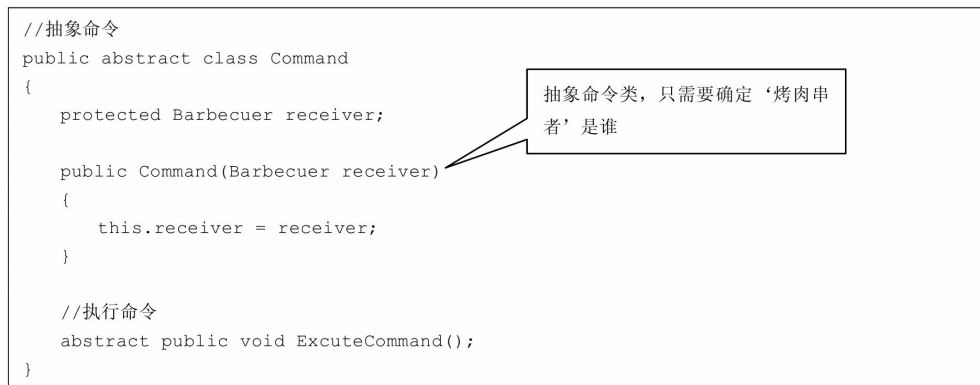 //抽象命令
public abstract class Command
{
protected Barbecuer receiver;
抽象命令类，只需要确定‘烤肉串
者’是谁
public Command(Barbecuer receiver)
{
this.receiver = receiver;
}
//执行命令
abstract public void ExcuteCommand();
}